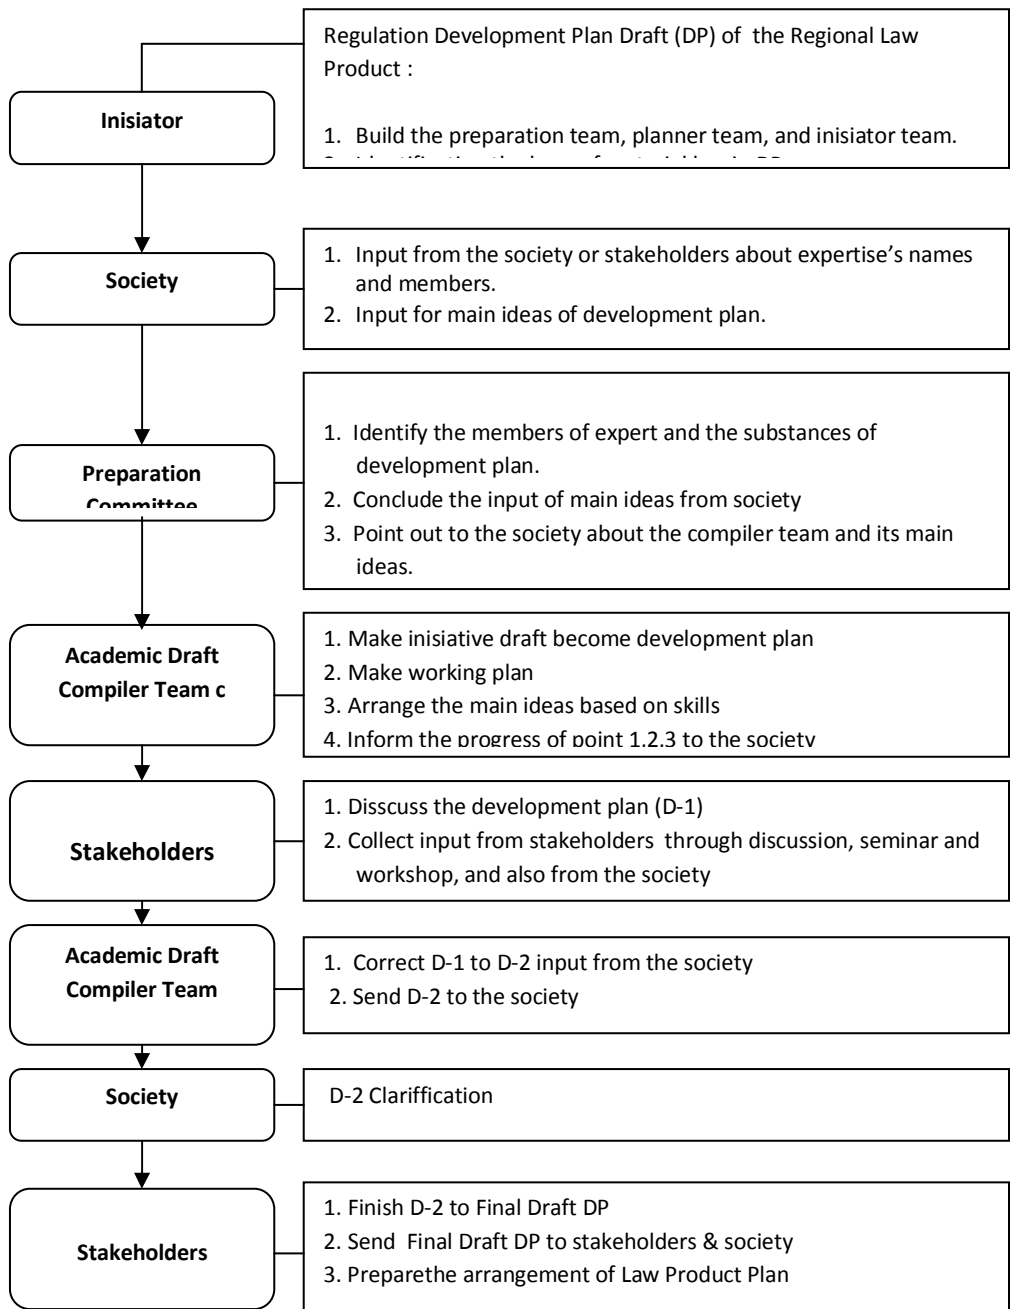 Regulation Development Plan Draft (DP) of the Regional Law
Product :
Inisiator
1. Build the preparation team, planner team, and inisiator team.
Society
1. Input from the society or stakeholders about expertise's names
and members.
2. Input for main ideas of development plan.
Preparation
Committee
1. Identify the members of expert and the substances of
development plan.
2. Conclude the input of main ideas from society
3. Point out to the society about the compiler team and its main
ideas.
Academic Draft
Compiler Team c
1. Make inisiative draft become development plan
2. Make working plan
3. Arrange the main ideas based on skills
4. Inform the progress of point 1.2.3 to the society
Stakeholders
1. Disscuss the development plan (D-1)
2. Collect input from stakeholders through discussion, seminar and
workshop, and also from the society
Academic Draft
Compiler Team
1. Correct D-1 to D-2 input from the society
2. Send D-2 to the society
Society
D-2 Clariffication
Stakeholders
1. Finish D-2 to Final Draft DP
2. Send Final Draft DP to stakeholders & society
3. Preparethe arrangement of Law Product Plan